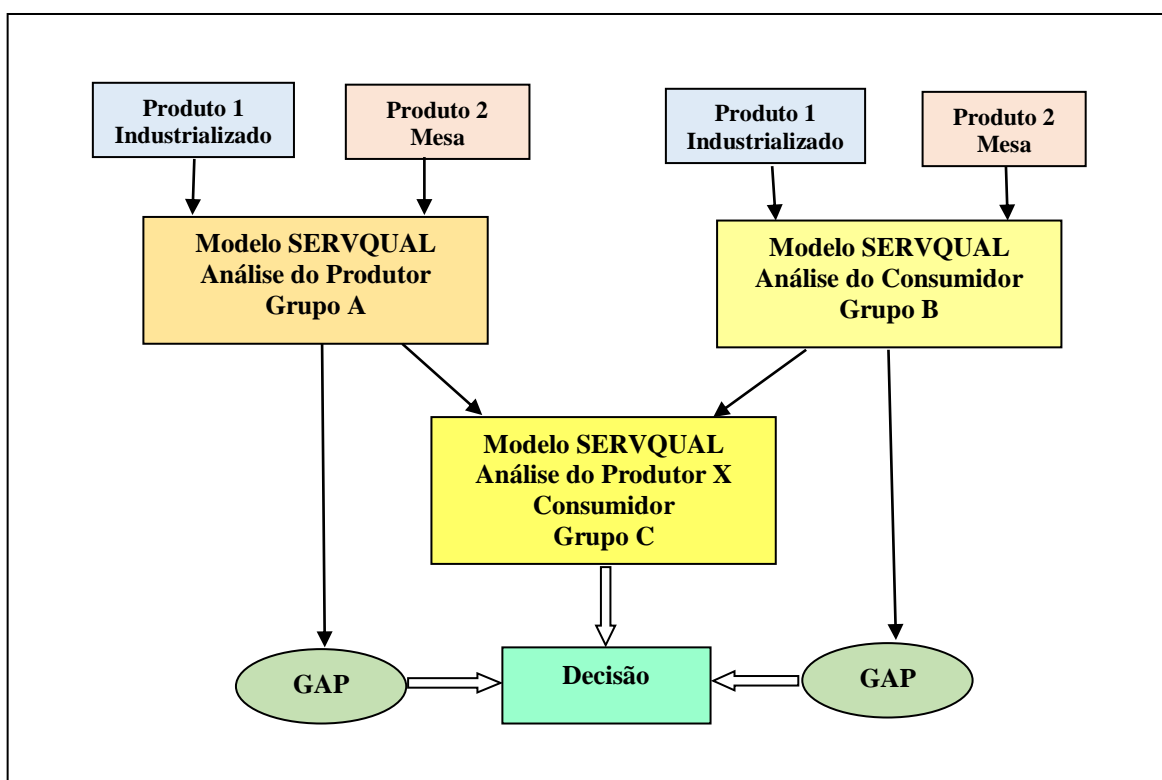 Produto 1
Industrializado
Produto 2
Mesa
Produto 1
Industrializado
Produto 2
Mesa
Modelo SERVQUAL
Análise do Produtor
Grupo A
Modelo SERVQUAL
Análise do Consumidor
Grupo B
Modelo SERVQUAL
Análise do Produtor X
Consumidor
Grupo C
GAP
Decisão
GAP